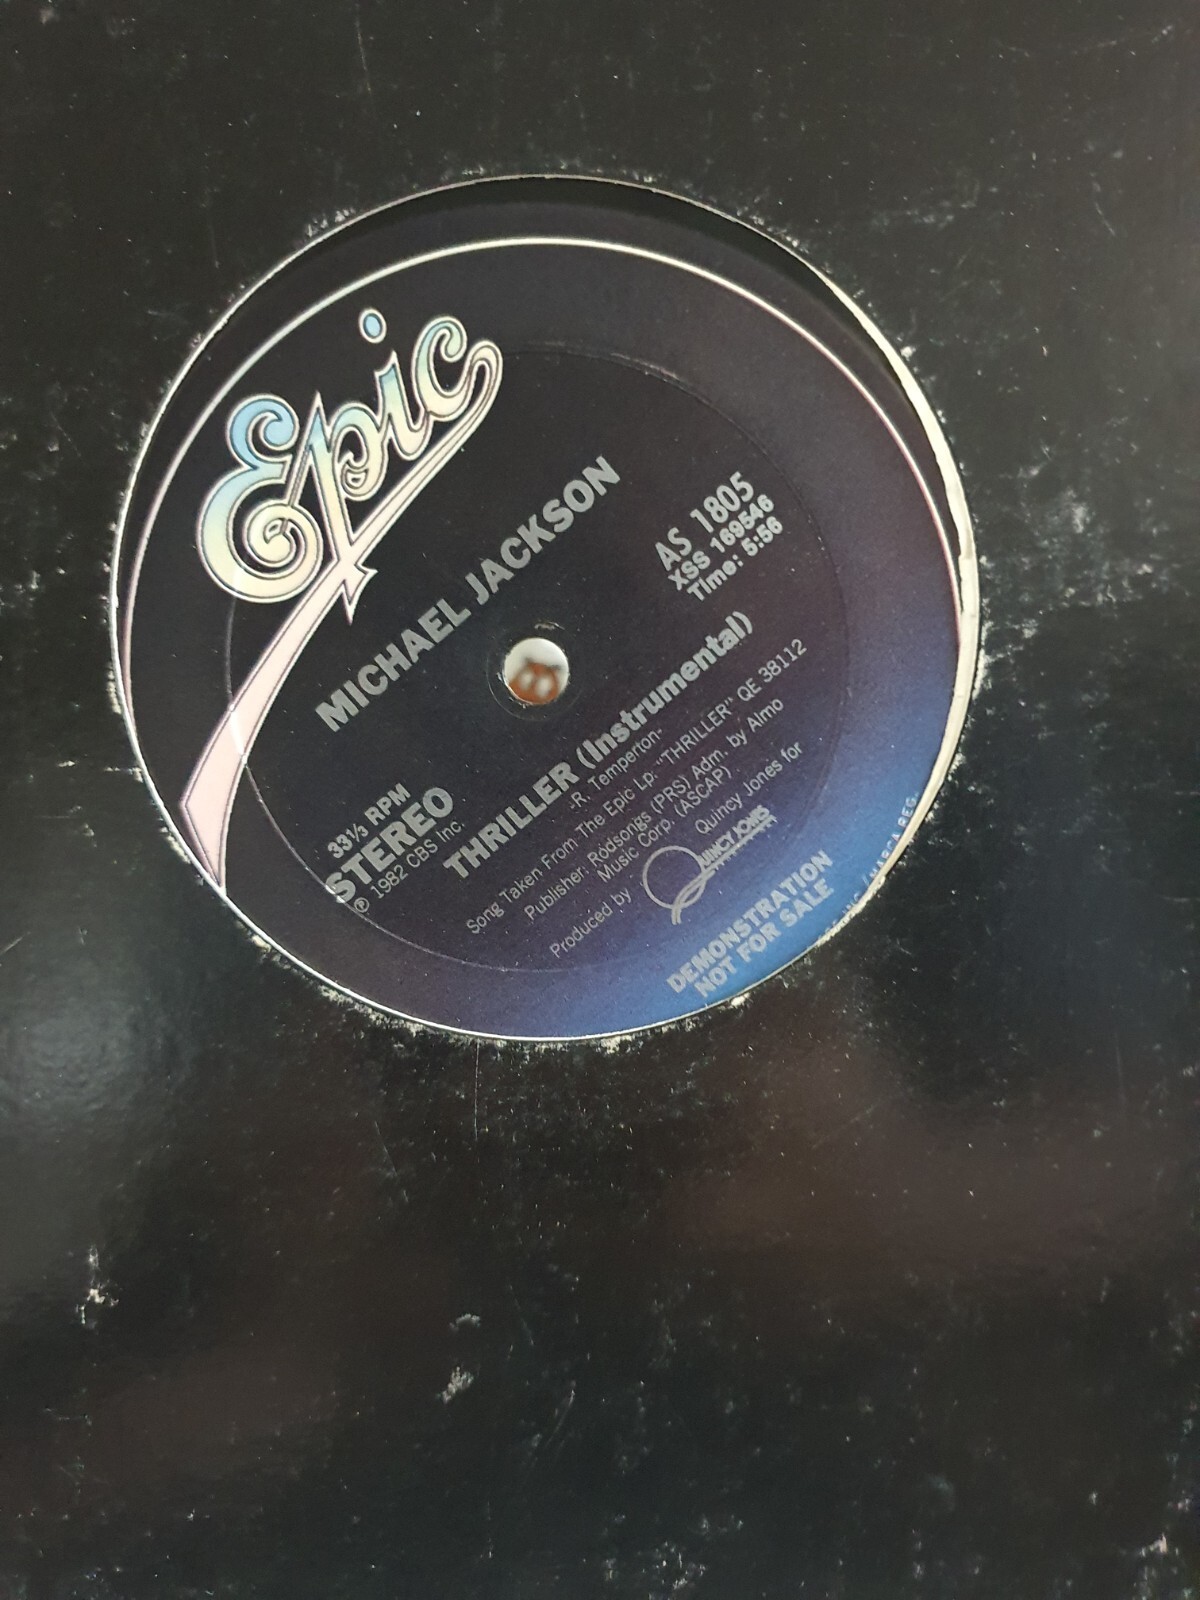 Epic
MICHAEL JACKSON
AS 1805
XSS 169546
Time: 5:56
33⅓ RPM
STEREO
℗ 1982 CBS Inc.
THRILLER (Instrumental)
-R. Temperton-
Song Taken From The Epic Lp: "THRILLER" QE 38112
Publisher: Rodsongs (PRS) Adm. by Almo
Music Corp. (ASCAP)
Produced by Quincy Jones for
QUINCY JONES
DEMONSTRATION
NOT FOR SALE
MARCA REG.